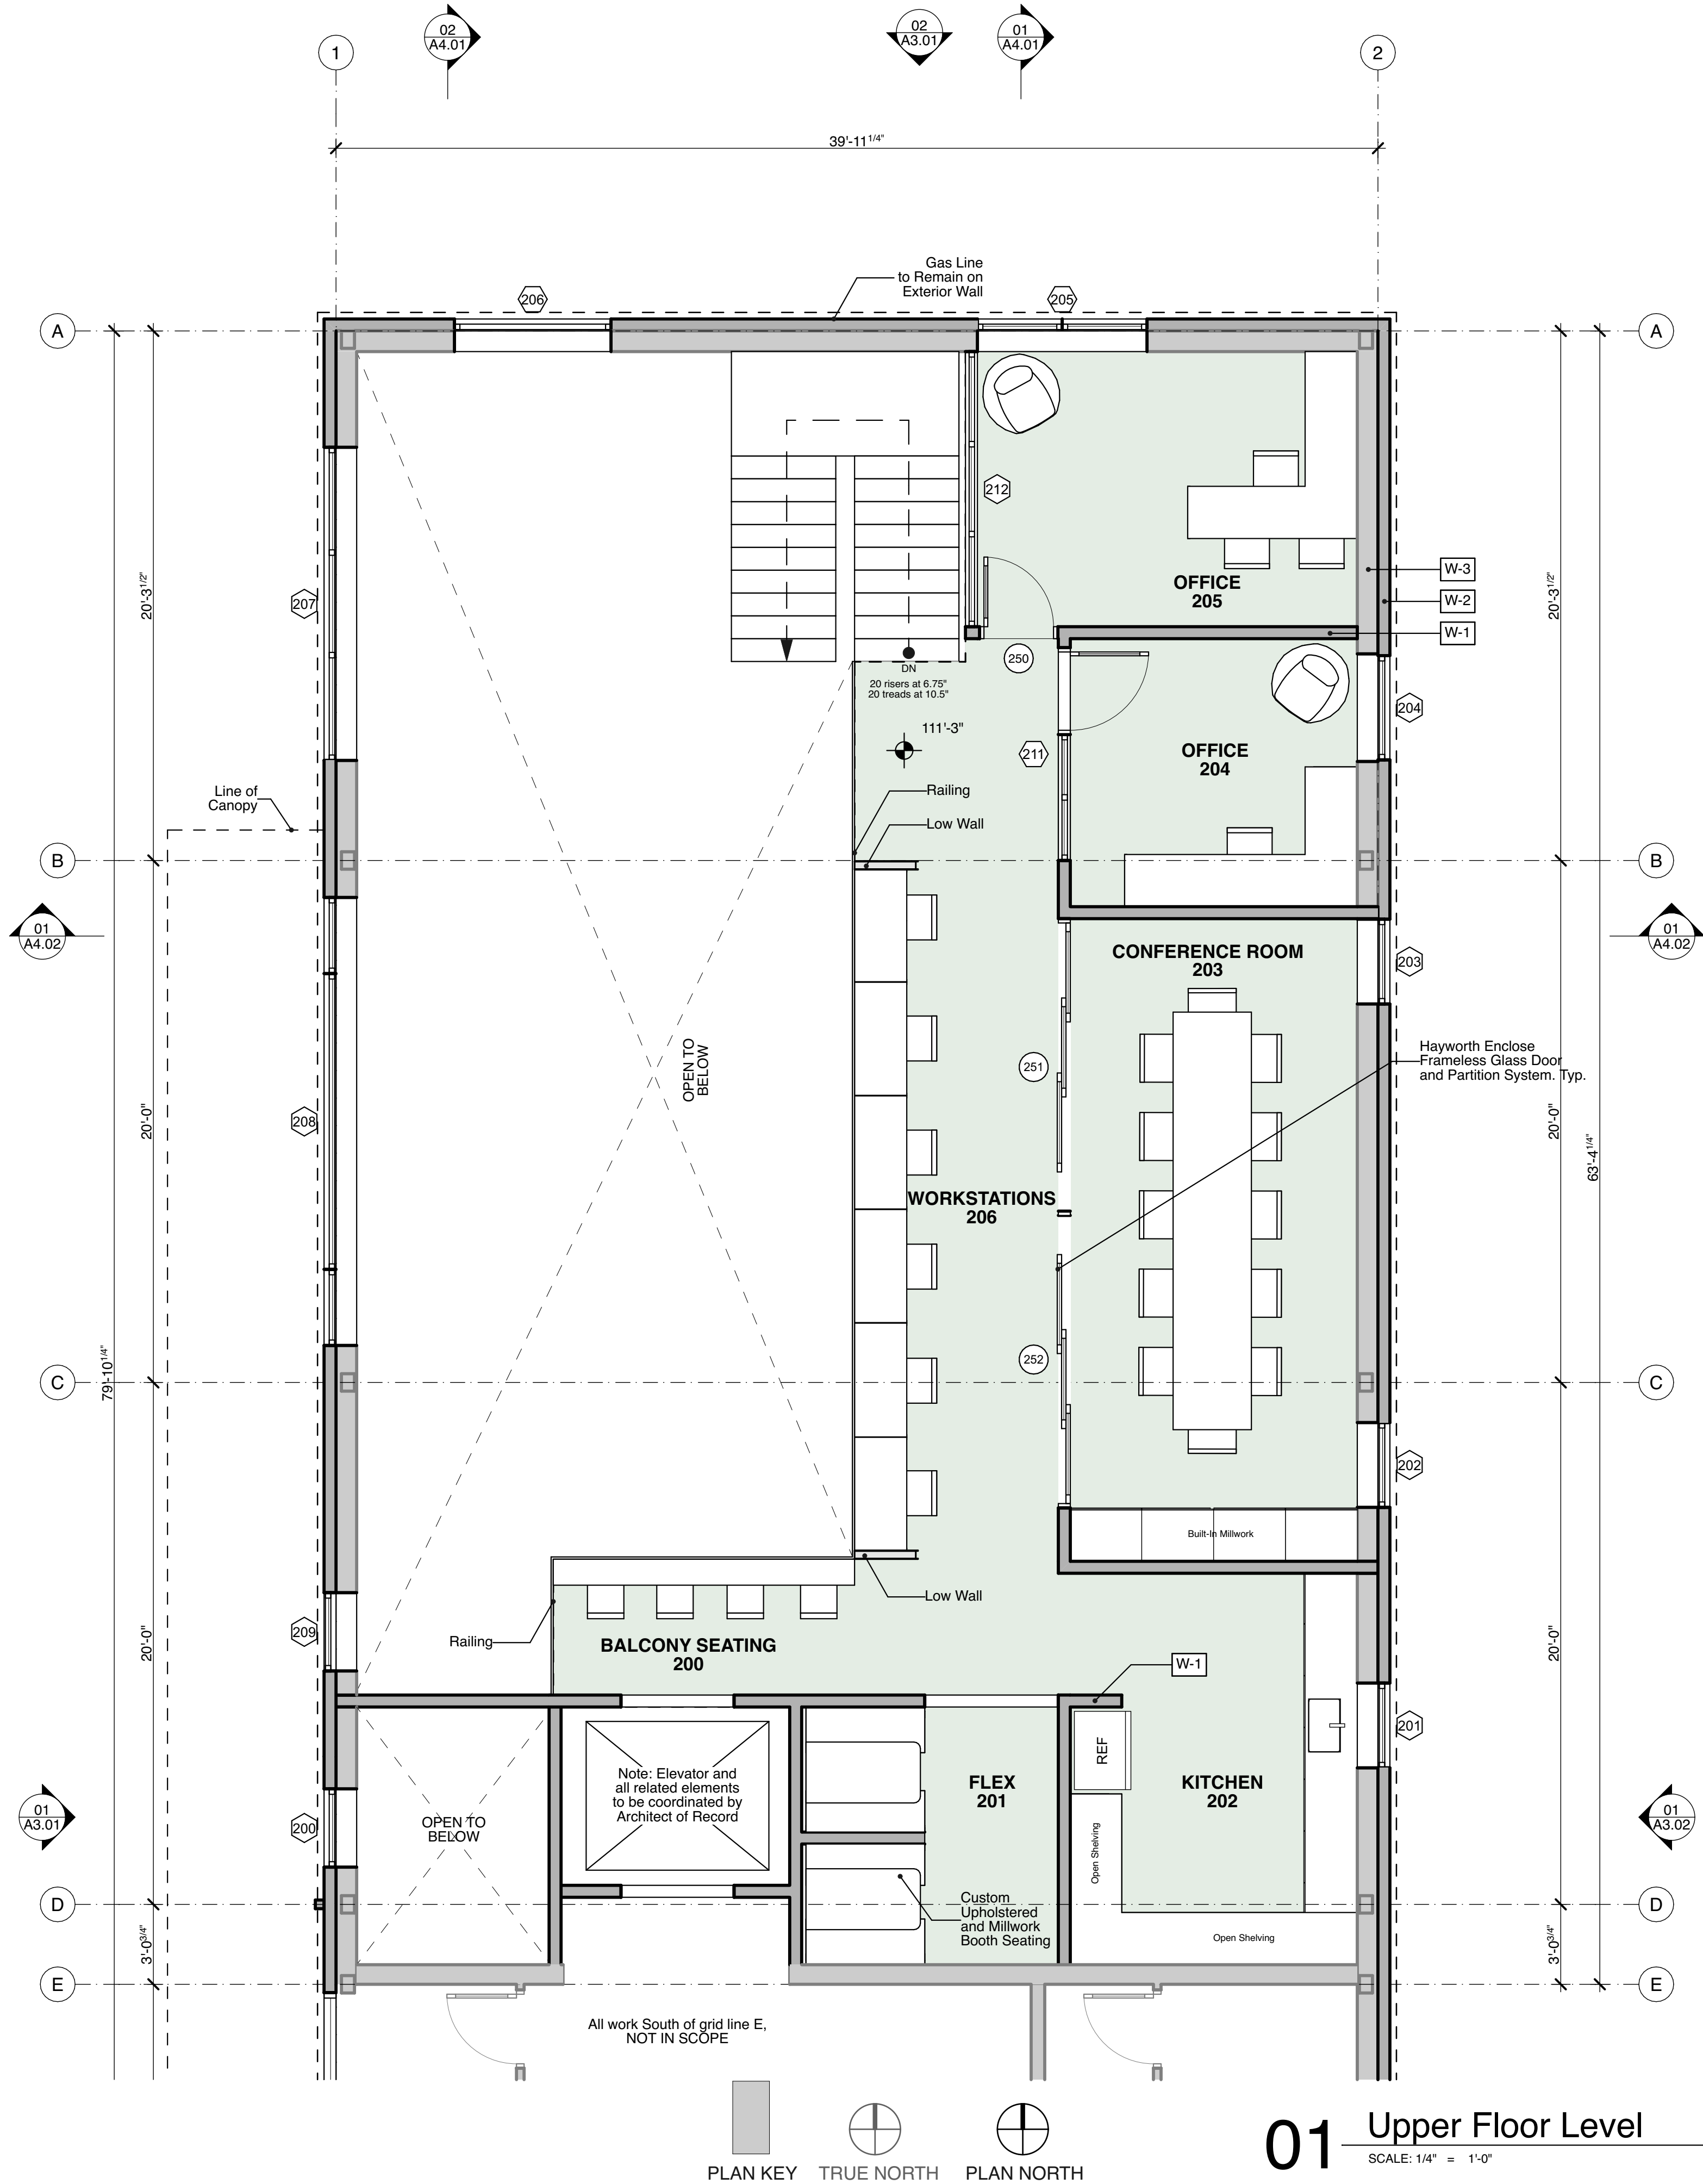 02
A4.01
02
A3.01
01
A4.01
1
2
39'-11 1/4"
Gas Line
to Remain on
Exterior Wall
206
205
A
A
212
OFFICE
205
W-3
W-2
W-1
207
20'-3 1/2"
20'-3 1/2"
250
DN
20 risers at 6.75"
20 treads at 10.5"
204
111'-3"
211
OFFICE
204
Line of
Canopy
Railing
Low Wall
B
B
01
A4.02
01
A4.02
CONFERENCE ROOM
203
203
OPEN TO
BELOW
251
Hayworth Enclose
Frameless Glass Door
and Partition System. Typ.
208
20'-0"
20'-0"
63'-4 1/4"
WORKSTATIONS
206
252
79'-10 1/4"
C
C
202
Built-In Millwork
Low Wall
209
Railing
BALCONY SEATING
200
20'-0"
20'-0"
W-1
201
REF
Note: Elevator and
all related elements
to be coordinated by
Architect of Record
FLEX
201
KITCHEN
202
01
A3.01
200
OPEN TO
BELOW
01
A3.02
Open Shelving
D
D
Custom
Upholstered
and Millwork
Booth Seating
Open Shelving
3'-0 3/4"
3'-0 3/4"
E
E
All work South of grid line E,
NOT IN SCOPE
PLAN KEY
TRUE NORTH
PLAN NORTH
01
Upper Floor Level
SCALE: 1/4" = 1'-0"